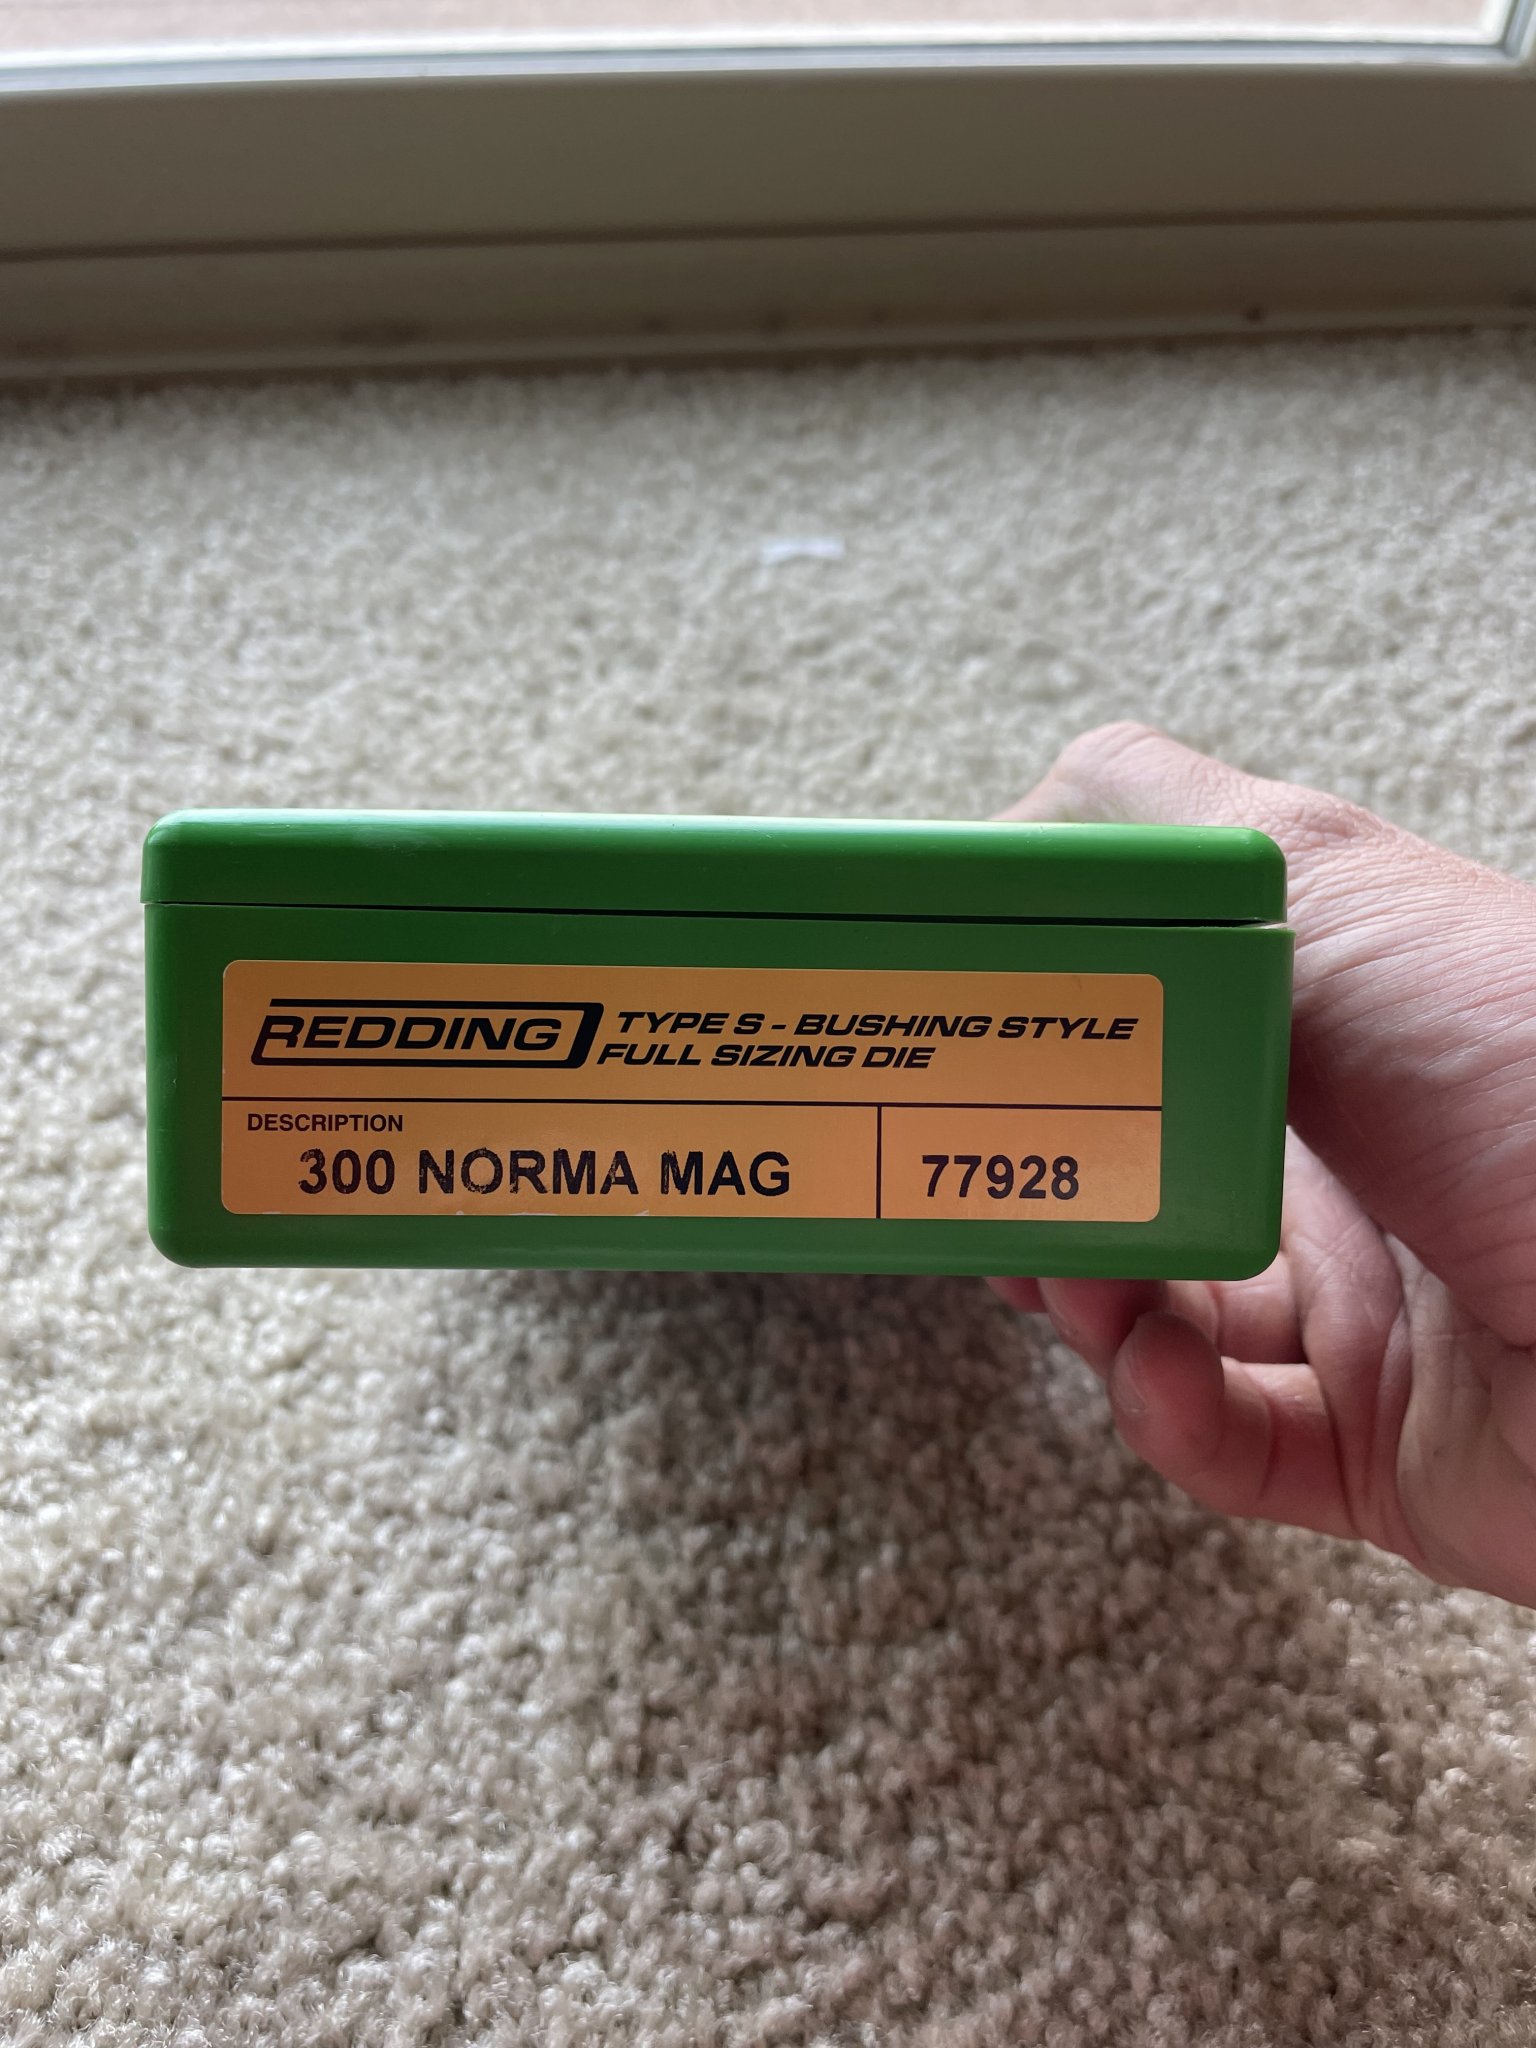 REDDING TYPE S - BUSHING STYLE
FULL SIZING DIE
DESCRIPTION
300 NORMA MAG 77928